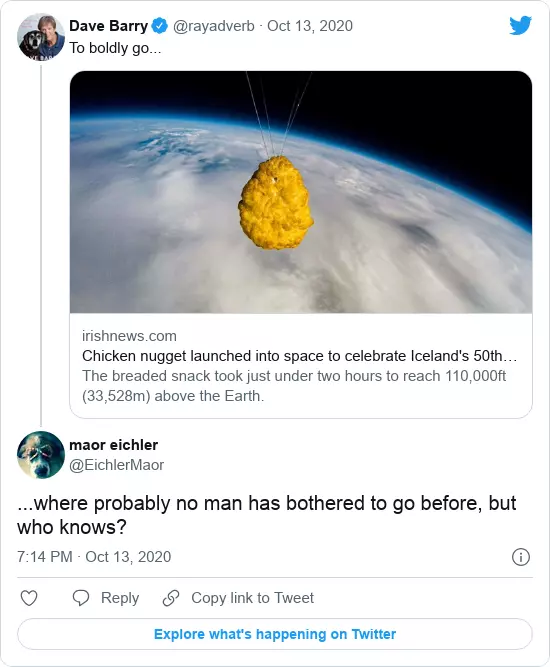 Dave Barry @rayadverb · Oct 13, 2020
To boldly go...
irishnews.com
Chicken nugget launched into space to celebrate Iceland's 50th…
The breaded snack took just under two hours to reach 110,000ft
(33,528m) above the Earth.
maor eichler
@EichlerMaor
...where probably no man has bothered to go before, but
who knows?
7:14 PM · Oct 13, 2020
Reply
Copy link to Tweet
Explore what's happening on Twitter